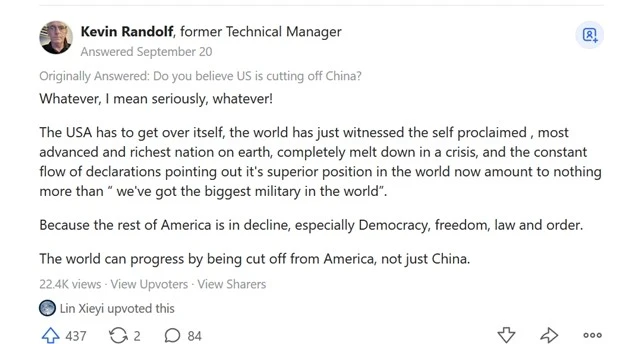 Kevin Randolf, former Technical Manager
Answered September 20
Originally Answered: Do you believe US is cutting off China?
Whatever, I mean seriously, whatever!
The USA has to get over itself, the world has just witnessed the self proclaimed , most
advanced and richest nation on earth, completely melt down in a crisis, and the constant
flow of declarations pointing out it's superior position in the world now amount to nothing
more than “ we've got the biggest military in the world”.
Because the rest of America is in decline, especially Democracy, freedom, law and order.
The world can progress by being cut off from America, not just China.
22.4K views · View Upvoters · View Sharers
Lin Xieyi upvoted this
437 2 84